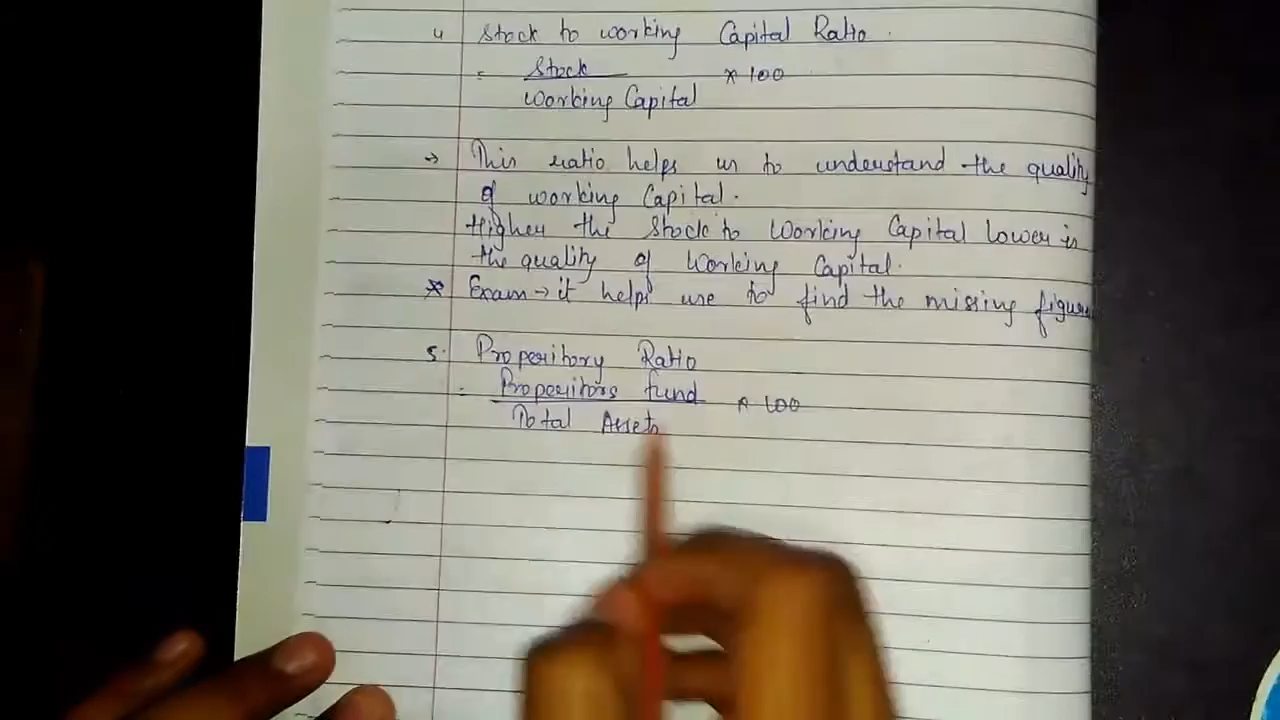 4 Stock to working Capital Ratio.
= Stock × 100
Working Capital
→ This ratio helps us to understand the quality
of working Capital.
Higher the Stock to Working Capital lower is
the quality of Working Capital.
* Exam → it helps use to find the missing figure
5. Properitory Ratio
= Properitors fund × 100
Total Assets